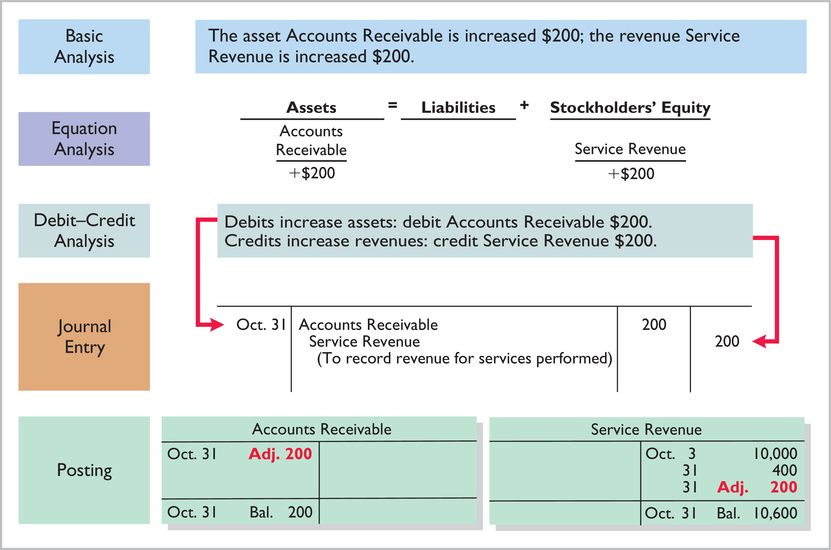 Basic
Analysis
The asset Accounts Receivable is increased $200; the revenue Service
Revenue is increased $200.
Equation
Analysis
Assets = Liabilities + Stockholders' Equity
Accounts
Receivable
Service Revenue
+$200
+$200
Debit–Credit
Analysis
Debits increase assets: debit Accounts Receivable $200.
Credits increase revenues: credit Service Revenue $200.
Journal
Entry
Oct. 31 Accounts Receivable 200
Service Revenue 200
(To record revenue for services performed)
Posting
Accounts Receivable
Oct. 31 Adj. 200
Oct. 31 Bal. 200
Service Revenue
Oct. 3 10,000
31 400
31 Adj. 200
Oct. 31 Bal. 10,600